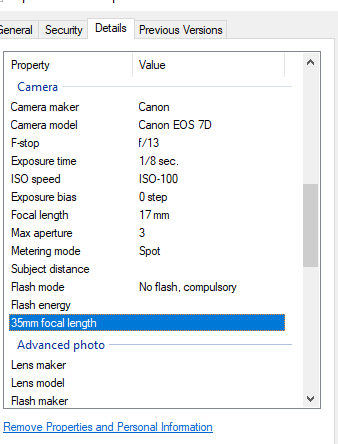 General Security Details Previous Versions
Property Value
Camera
Camera maker Canon
Camera model Canon EOS 7D
F-stop f/13
Exposure time 1/8 sec.
ISO speed ISO-100
Exposure bias 0 step
Focal length 17 mm
Max aperture 3
Metering mode Spot
Subject distance
Flash mode No flash, compulsory
Flash energy
35mm focal length
Advanced photo
Lens maker
Lens model
Flash maker
Remove Properties and Personal Information